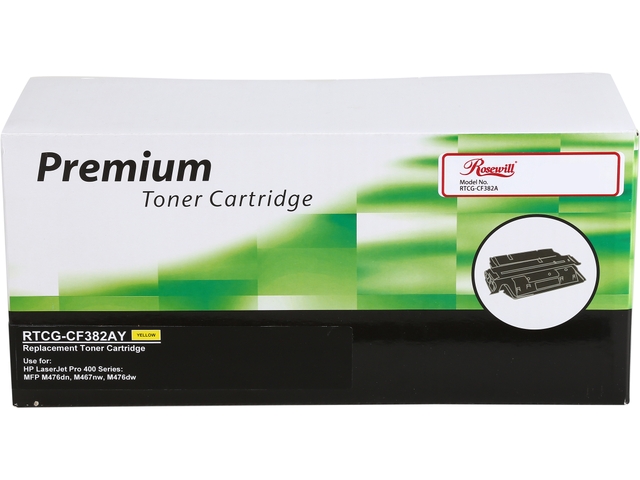 Premium
Toner Cartridge
Rosewill
Model No.
RTCG-CF382A
RTCG-CF382AY YELLOW
Replacement Toner Cartridge
Use for:
HP LaserJet Pro 400 Series:
MFP M476dn, M467nw, M476dw